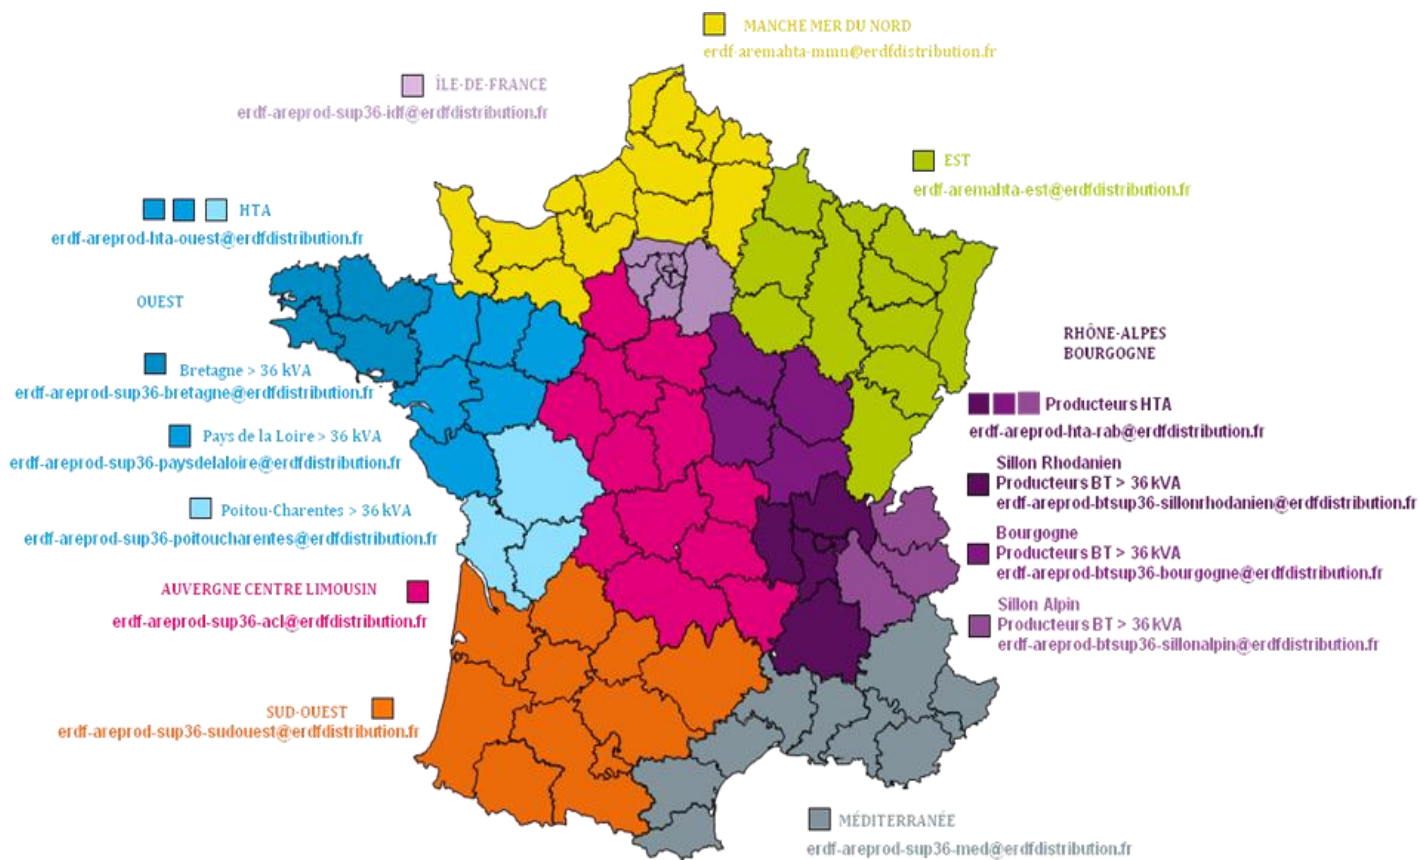 MANCHE MER DU NORD
erdf-aremahta-mmn@erdfdistribution.fr
ÎLE-DE-FRANCE
erdf-areprod-sup36-idf@erdfdistribution.fr
EST
erdf-aremahta-est@erdfdistribution.fr
HTA
erdf-areprod-hta-ouest@erdfdistribution.fr
OUEST
Bretagne > 36 kVA
erdf-areprod-sup36-bretagne@erdfdistribution.fr
Pays de la Loire > 36 kVA
erdf-areprod-sup36-paysdelaloire@erdfdistribution.fr
Poitou-Charentes > 36 kVA
erdf-areprod-sup36-poitoucharentes@erdfdistribution.fr
AUVERGNE CENTRE LIMOUSIN
erdf-areprod-sup36-acl@erdfdistribution.fr
SUD-OUEST
erdf-areprod-sup36-sudouest@erdfdistribution.fr
RHÔNE-ALPES
BOURGOGNE
Producteurs HTA
erdf-areprod-hta-rab@erdfdistribution.fr
Sillon Rhodanien
Producteurs BT > 36 kVA
erdf-areprod-btsup36-sillonrhodanien@erdfdistribution.fr
Bourgogne
Producteurs BT > 36 kVA
erdf-areprod-btsup36-bourgogne@erdfdistribution.fr
Sillon Alpin
Producteurs BT > 36 kVA
erdf-areprod-btsup36-sillonalpin@erdfdistribution.fr
MÉDITERRANÉE
erdf-areprod-sup36-med@erdfdistribution.fr